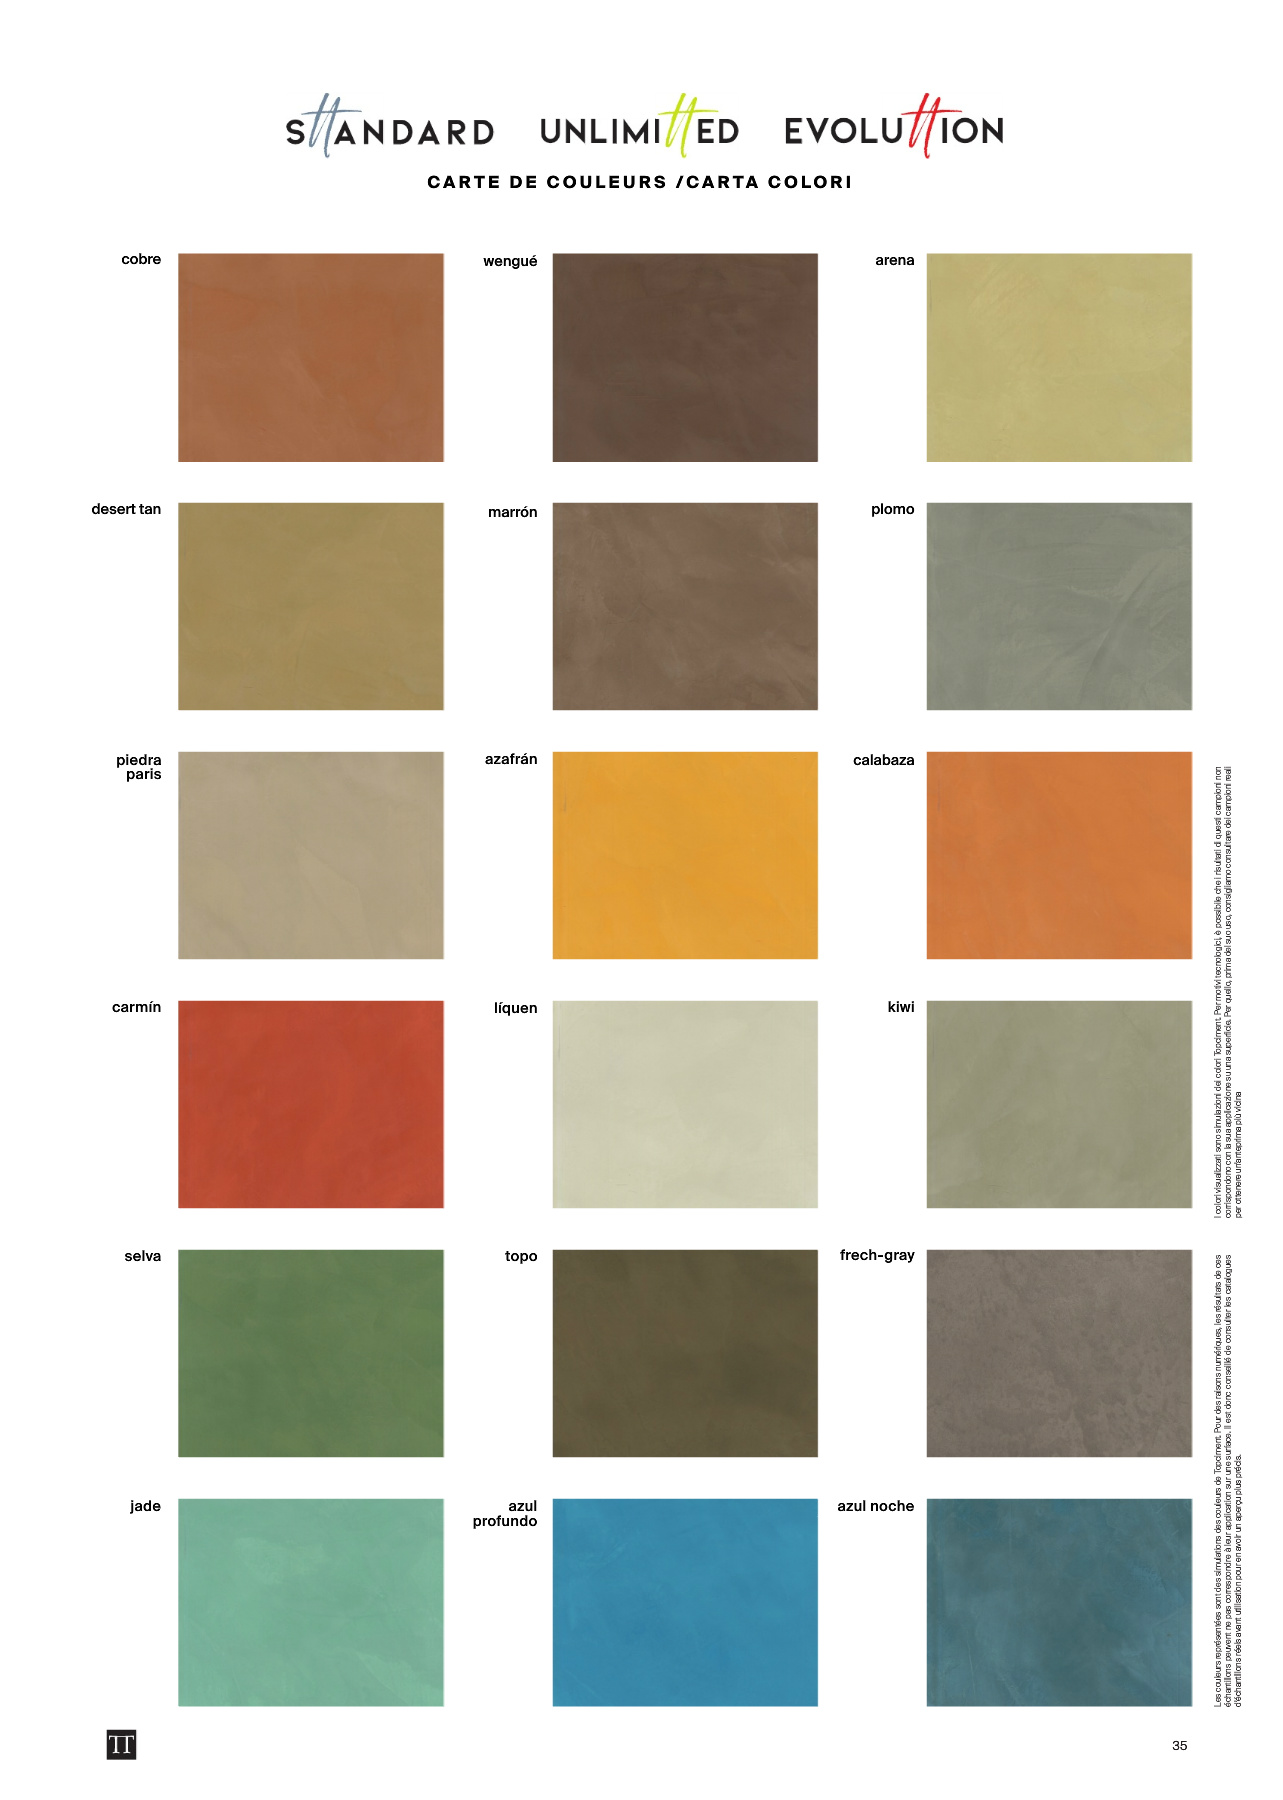 STTANDARD UNLIMITTED EVOLUTTION
CARTE DE COULEURS /CARTA COLORI
cobre
wengué
arena
desert tan
marrón
plomo
piedra
paris
azafrán
calabaza
carmín
líquen
kiwi
selva
topo
frech-gray
jade
azul
profundo
azul noche
I colori visualizzati sono simulazioni dei colori Topciment. Per motivi tecnologici, è possibile che i risultati di questi campioni non
corrispondono con la sua applicazione su una superficie. Per quello, prima del suo uso, consigliamo consultare dei campioni reali
per ottenere un'anteprima più vicina
Les couleurs représentées sont des simulations des couleurs de Topciment. Pour des raisons numériques, les résultats de ces
échantillons peuvent ne pas correspondre à leur application sur une surface. Il est donc conseillé de consulter les catalogues
d'échantillons réels avant utilisation pour en avoir un aperçu plus précis.
TT
35